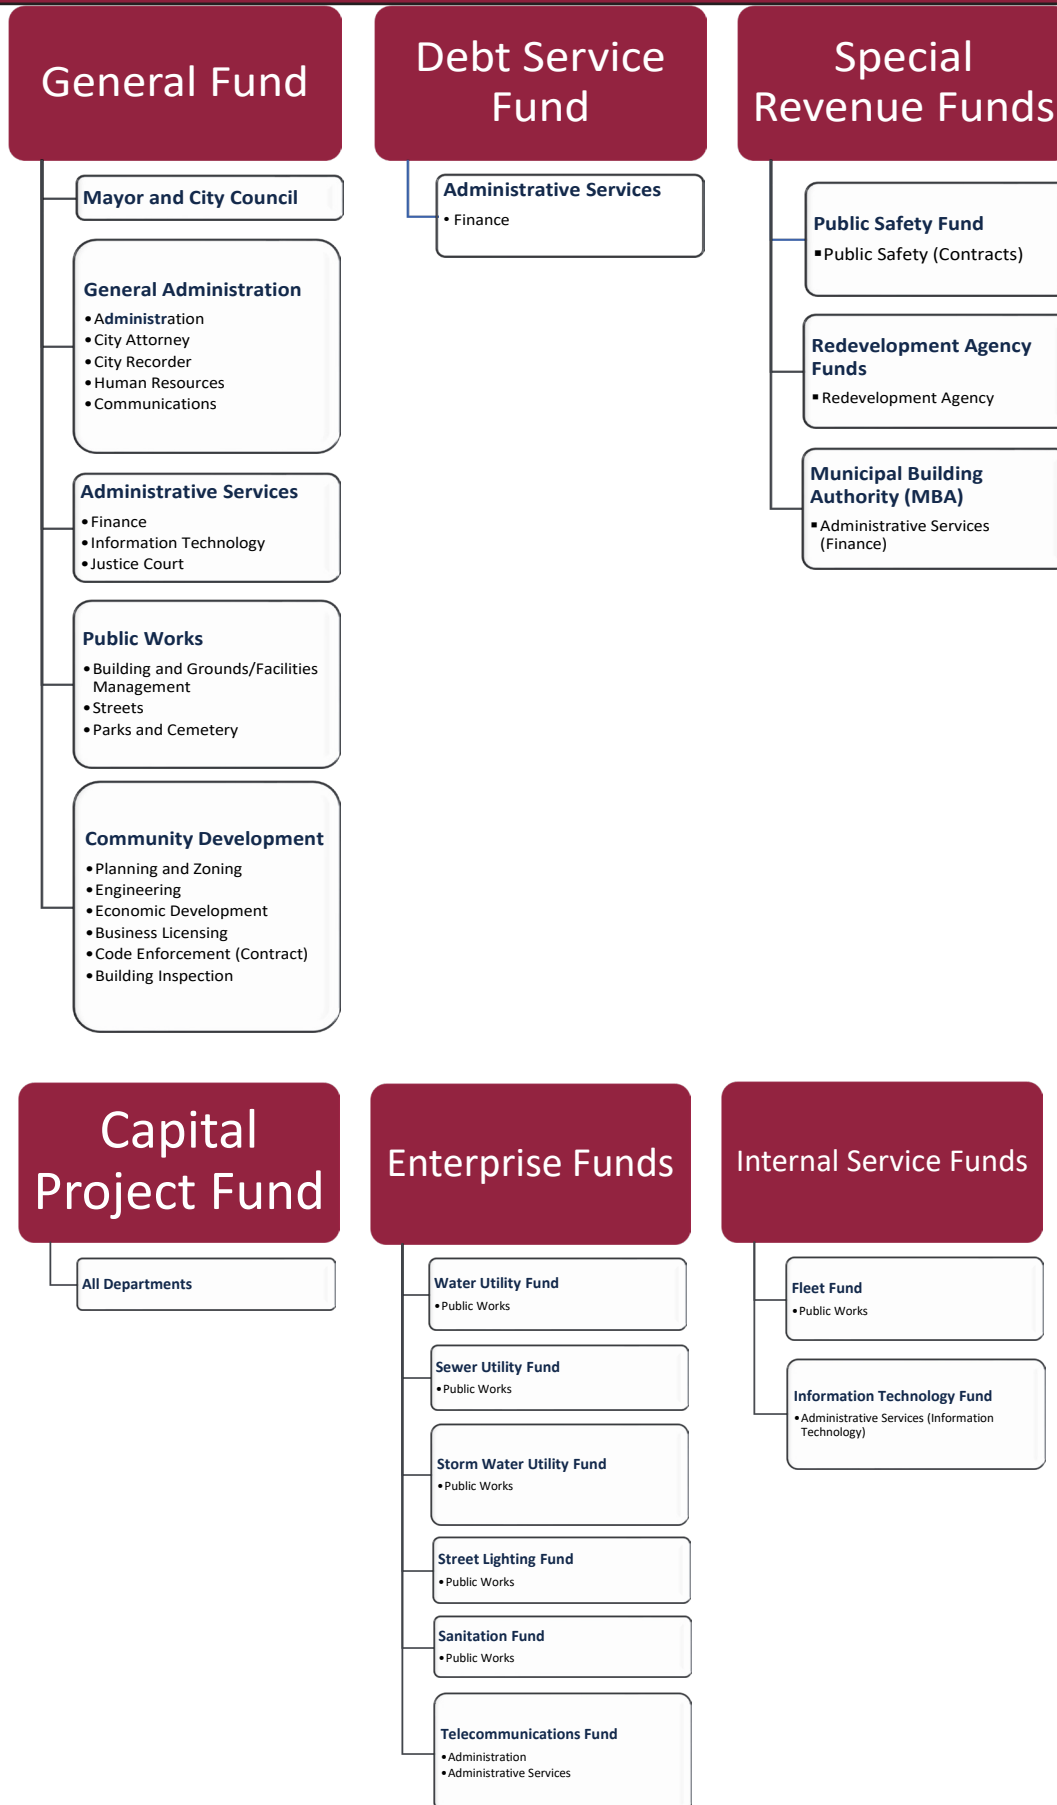 General Fund
Mayor and City Council
General Administration
• Administration
• City Attorney
• City Recorder
• Human Resources
• Communications
Administrative Services
• Finance
• Information Technology
• Justice Court
Public Works
• Building and Grounds/Facilities
Management
• Streets
• Parks and Cemetery
Community Development
• Planning and Zoning
• Engineering
• Economic Development
• Business Licensing
• Code Enforcement (Contract)
• Building Inspection
Debt Service
Fund
Administrative Services
• Finance
Special
Revenue Funds
Public Safety Fund
▪ Public Safety (Contracts)
Redevelopment Agency
Funds
▪ Redevelopment Agency
Municipal Building
Authority (MBA)
▪ Administrative Services
(Finance)
Capital
Project Fund
All Departments
Enterprise Funds
Water Utility Fund
• Public Works
Sewer Utility Fund
• Public Works
Storm Water Utility Fund
• Public Works
Street Lighting Fund
• Public Works
Sanitation Fund
• Public Works
Telecommunications Fund
• Administration
• Administrative Services
Internal Service Funds
Fleet Fund
• Public Works
Information Technology Fund
• Administrative Services (Information
Technology)